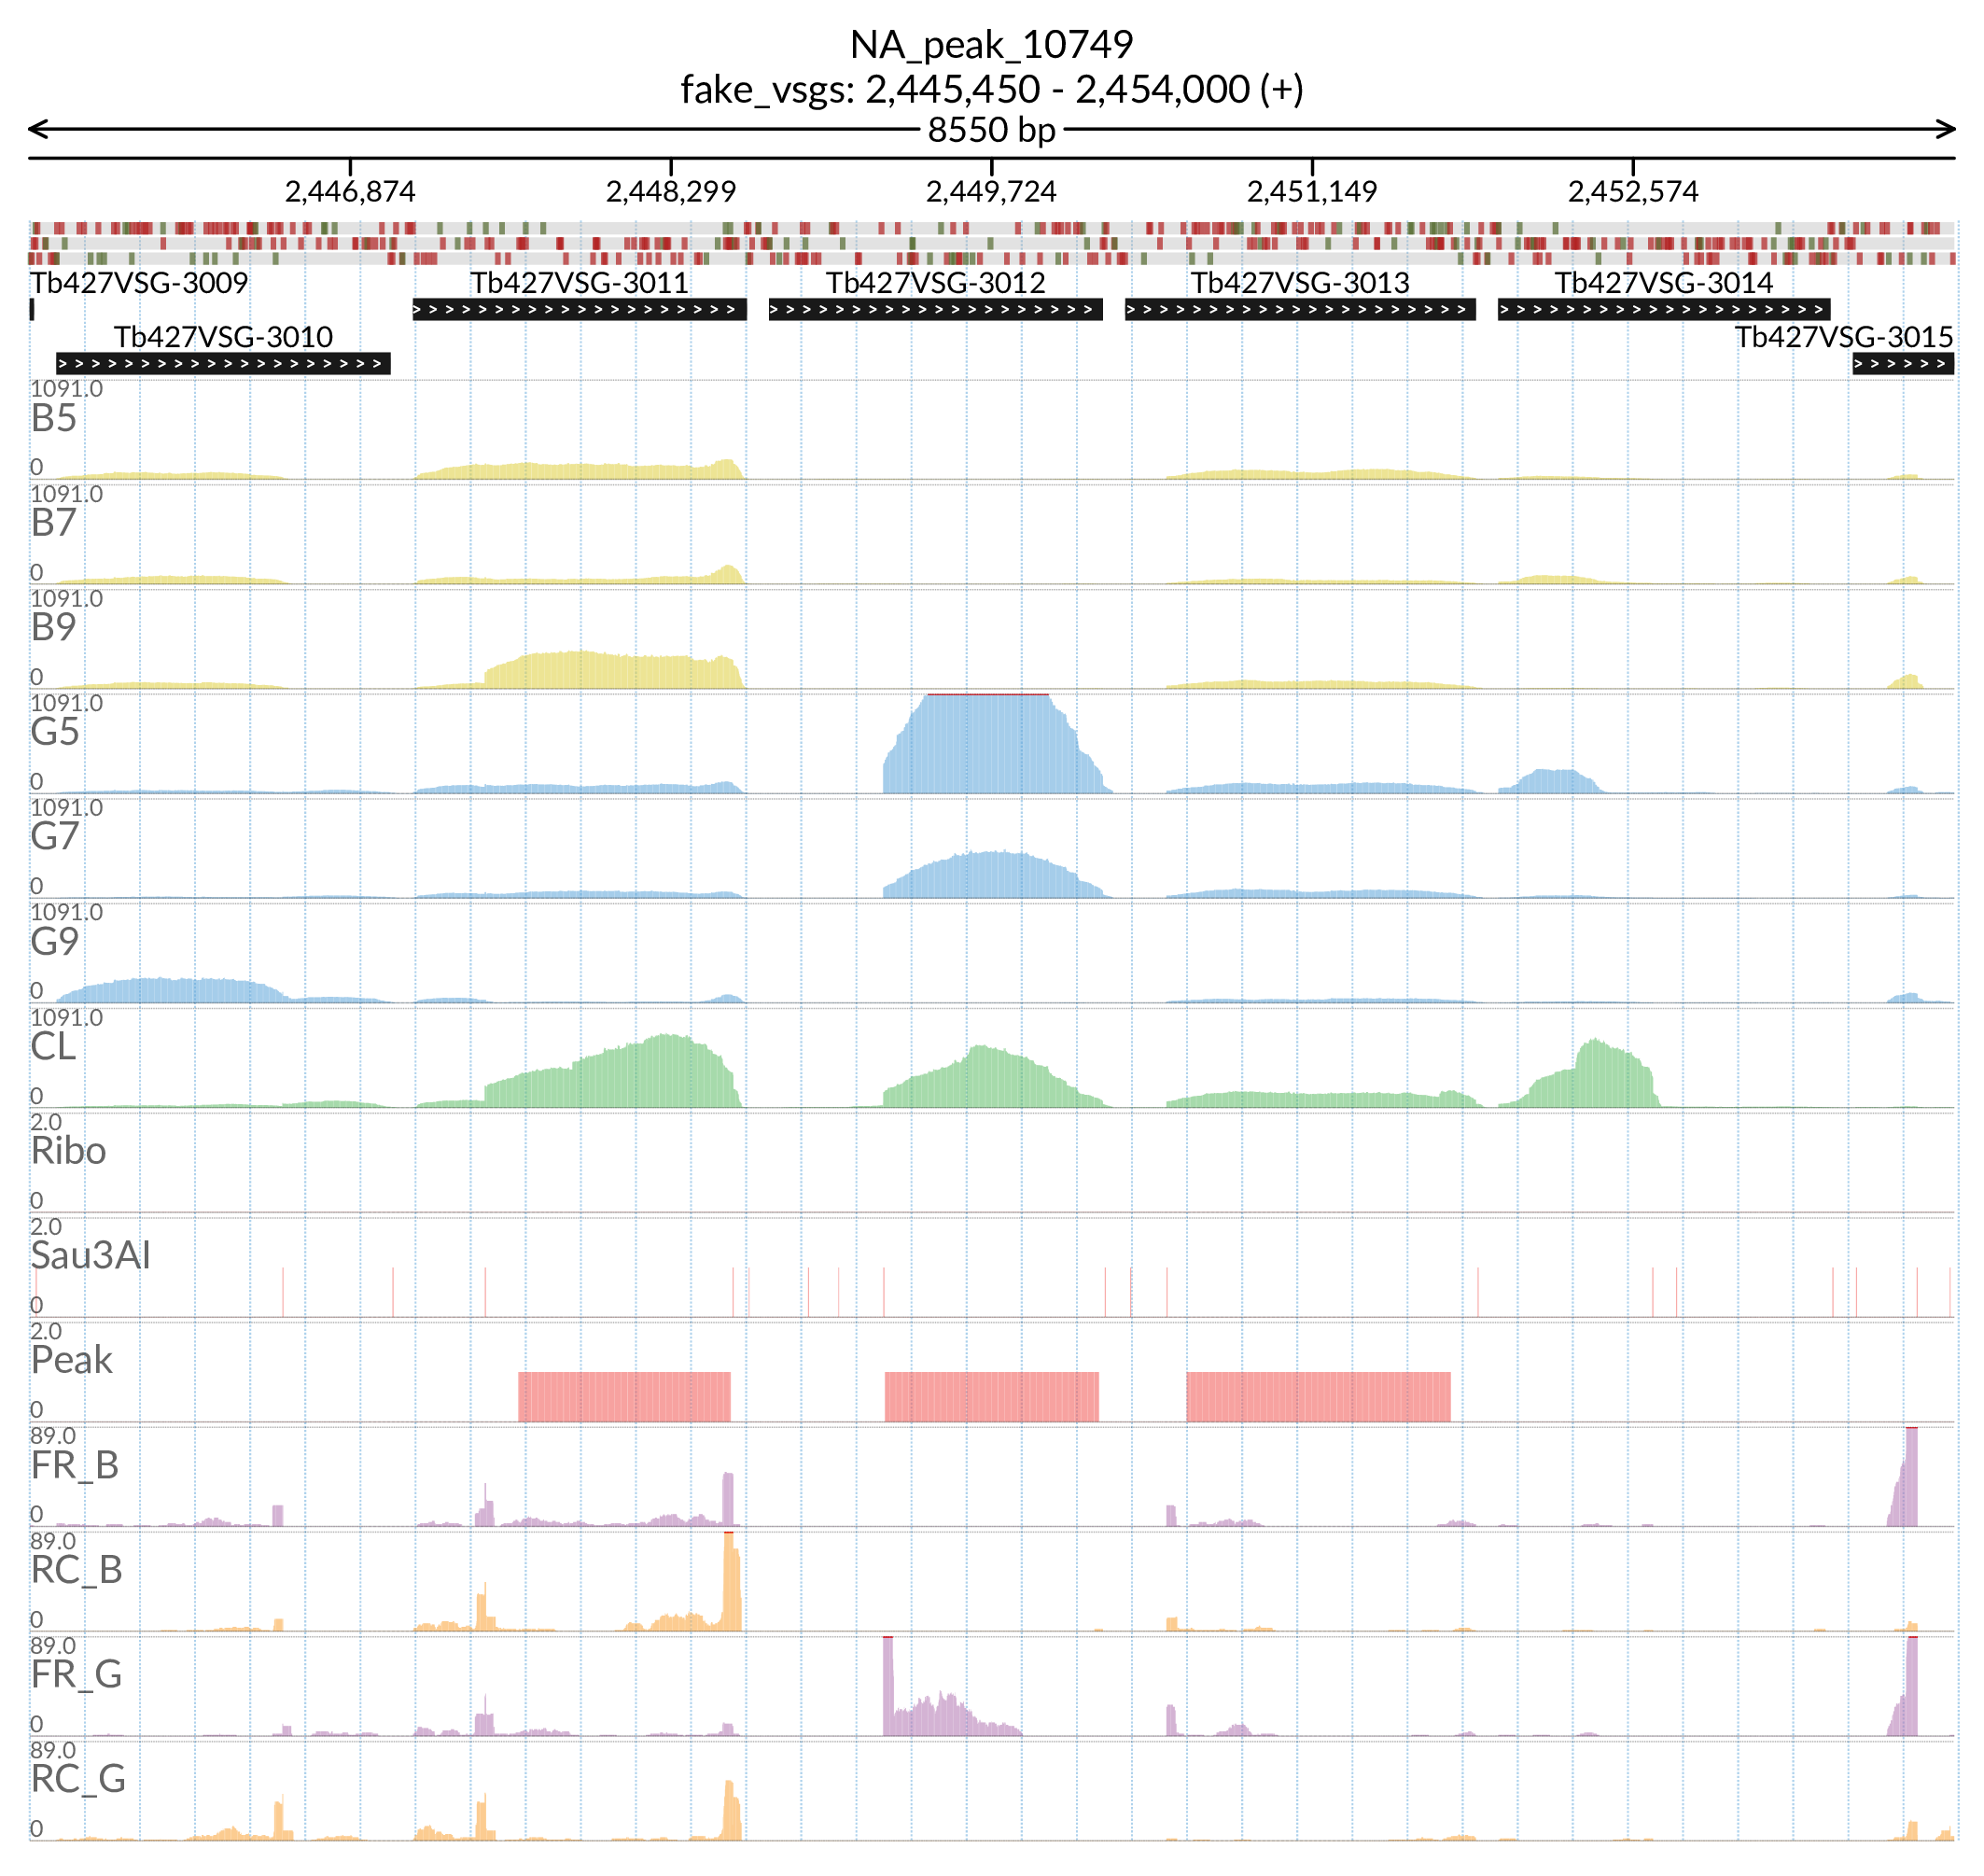 NA_peak_10749
fake_vsgs: 2,445,450 - 2,454,000 (+)
8550 bp
2,446,874 2,448,299 2,449,724 2,451,149 2,452,574
Tb427VSG-3009 Tb427VSG-3011 Tb427VSG-3012 Tb427VSG-3013 Tb427VSG-3014
Tb427VSG-3010 Tb427VSG-3015
1091.0
B5
0
1091.0
B7
0
1091.0
B9
0
1091.0
G5
0
1091.0
G7
0
1091.0
G9
0
1091.0
CL
0
2.0
Ribo
0
2.0
Sau3AI
0
2.0
Peak
0
89.0
FR_B
0
89.0
RC_B
0
89.0
FR_G
0
89.0
RC_G
0